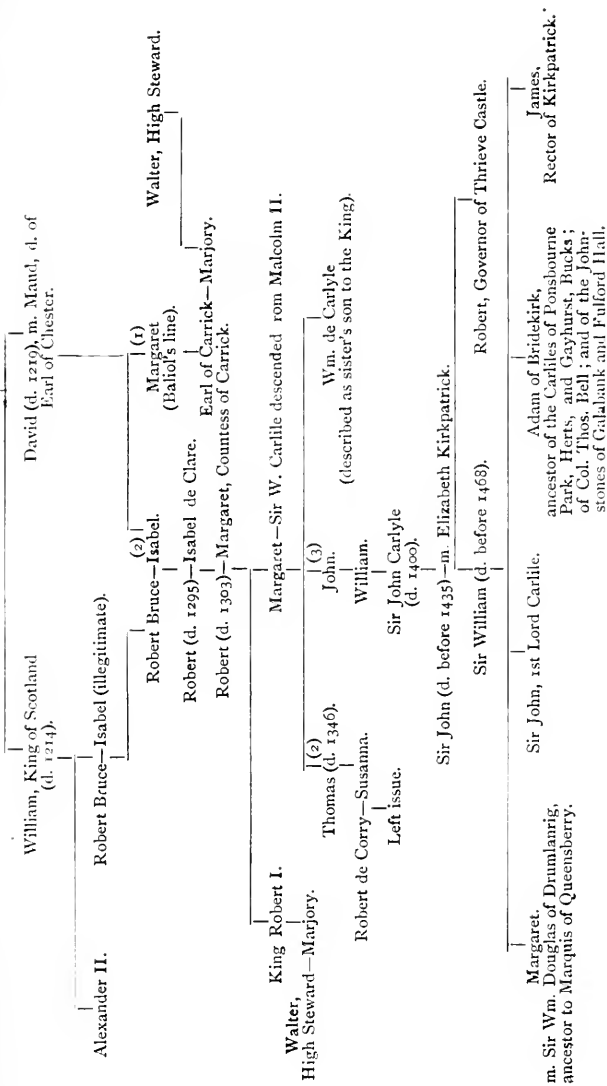 William, King of Scotland
(d. 1214).
David (d. 1219), m. Maud, d. of
Earl of Chester.
Alexander II.
Robert Bruce—Isabel (illegitimate).
(2)
Robert Bruce—Isabel.
(1)
Margaret
(Baliol's line).
Walter, High Steward.
Robert (d. 1295)—Isabel de Clare.
Earl of Carrick—Marjory.
Robert (d. 1303)—Margaret, Countess of Carrick.
King Robert I.
Margaret—Sir W. Carlile descended rom Malcolm II.
Walter,
High Steward—Marjory.
(2)
Thomas (d. 1346).
(3)
John.
Wm. de Carlyle
(described as sister's son to the King).
Robert de Corry—Susanna.
William.
Left issue.
Sir John Carlyle
(d. 1400).
Sir John (d. before 1435)—m. Elizabeth Kirkpatrick.
Sir William (d. before 1468).
Robert, Governor of Thrieve Castle.
Margaret.
m. Sir Wm. Douglas of Drumlanrig,
ancestor to Marquis of Queensberry.
Sir John, 1st Lord Carlile.
Adam of Bridekirk,
ancestor of the Carliles of Ponsbourne
Park, Herts, and Gayhurst, Bucks;
of Col. Thos. Bell; and of the John-
stones of Galabank and Fulford Hall.
James,
Rector of Kirkpatrick.